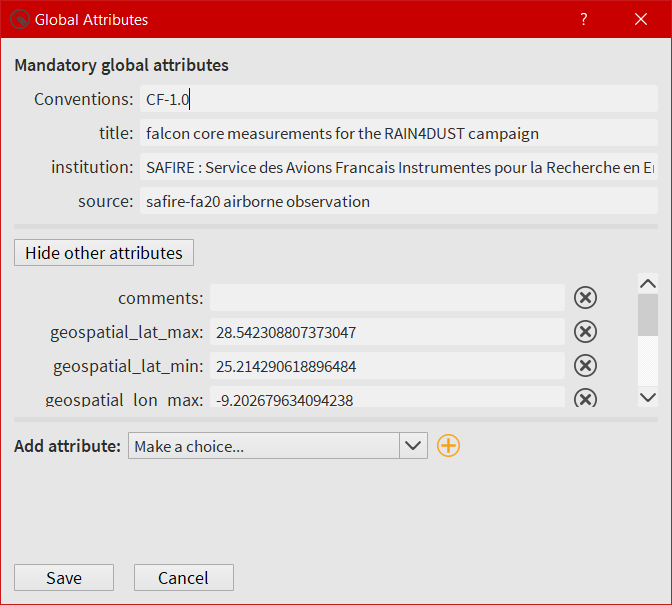 Global Attributes
?
Mandatory global attributes
Conventions: CF-1.0
title: falcon core measurements for the RAIN4DUST campaign
institution: SAFIRE : Service des Avions Francais Instrumentes pour la Recherche en
source: safire-fa20 airborne observation
Hide other attributes
comments:
geospatial_lat_max: 28.542308807373047
geospatial_lat_min: 25.214290618896484
geospatial_lon_max: -9.202679634094238
Add attribute: Make a choice...
Save Cancel